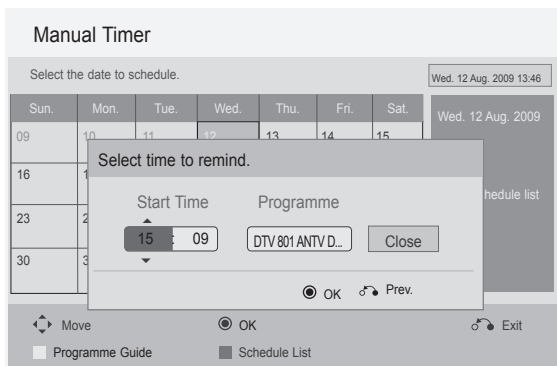 Manual Timer
Select the date to schedule.
Wed. 12 Aug. 2009 13:46
Sun. Mon. Tue. Wed. Thu. Fri. Sat.
Wed. 12 Aug. 2009
09 10 11 12 13 14 15
16
hedule list
23
30
Select time to remind.
Start Time Programme
15 : 09 DTV 801 ANTV D... Close
OK Prev.
Move OK Exit
Programme Guide Schedule List